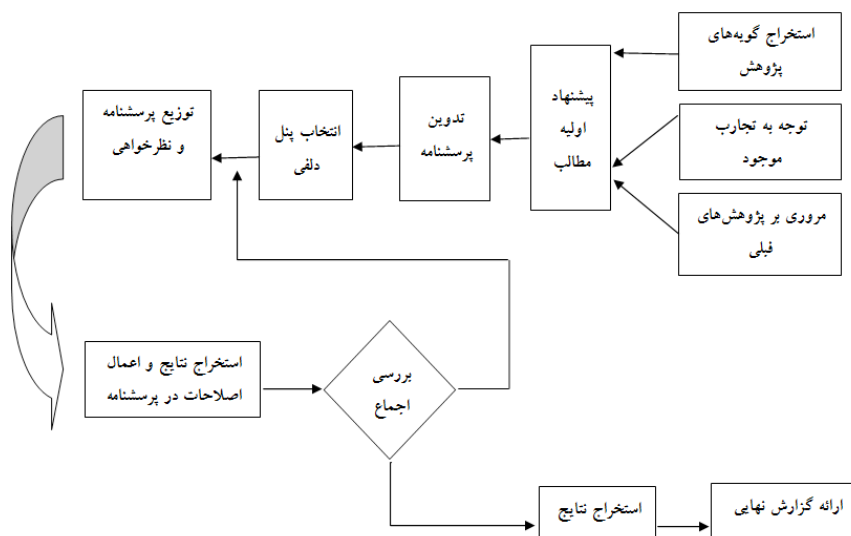 استخراج گویه‌های
پژوهش
توجه به تجارب
موجود
مروری بر پژوهش‌های
قبلی
پیشنهاد
اولیه
مطالب
تدوین
پرسشنامه
انتخاب پنل
دلفی
توزیع پرسشنامه
و نظرخواهی
استخراج نتایج و اعمال
اصلاحات در پرسشنامه
بررسی
اجماع
استخراج نتایج
ارائه گزارش نهایی